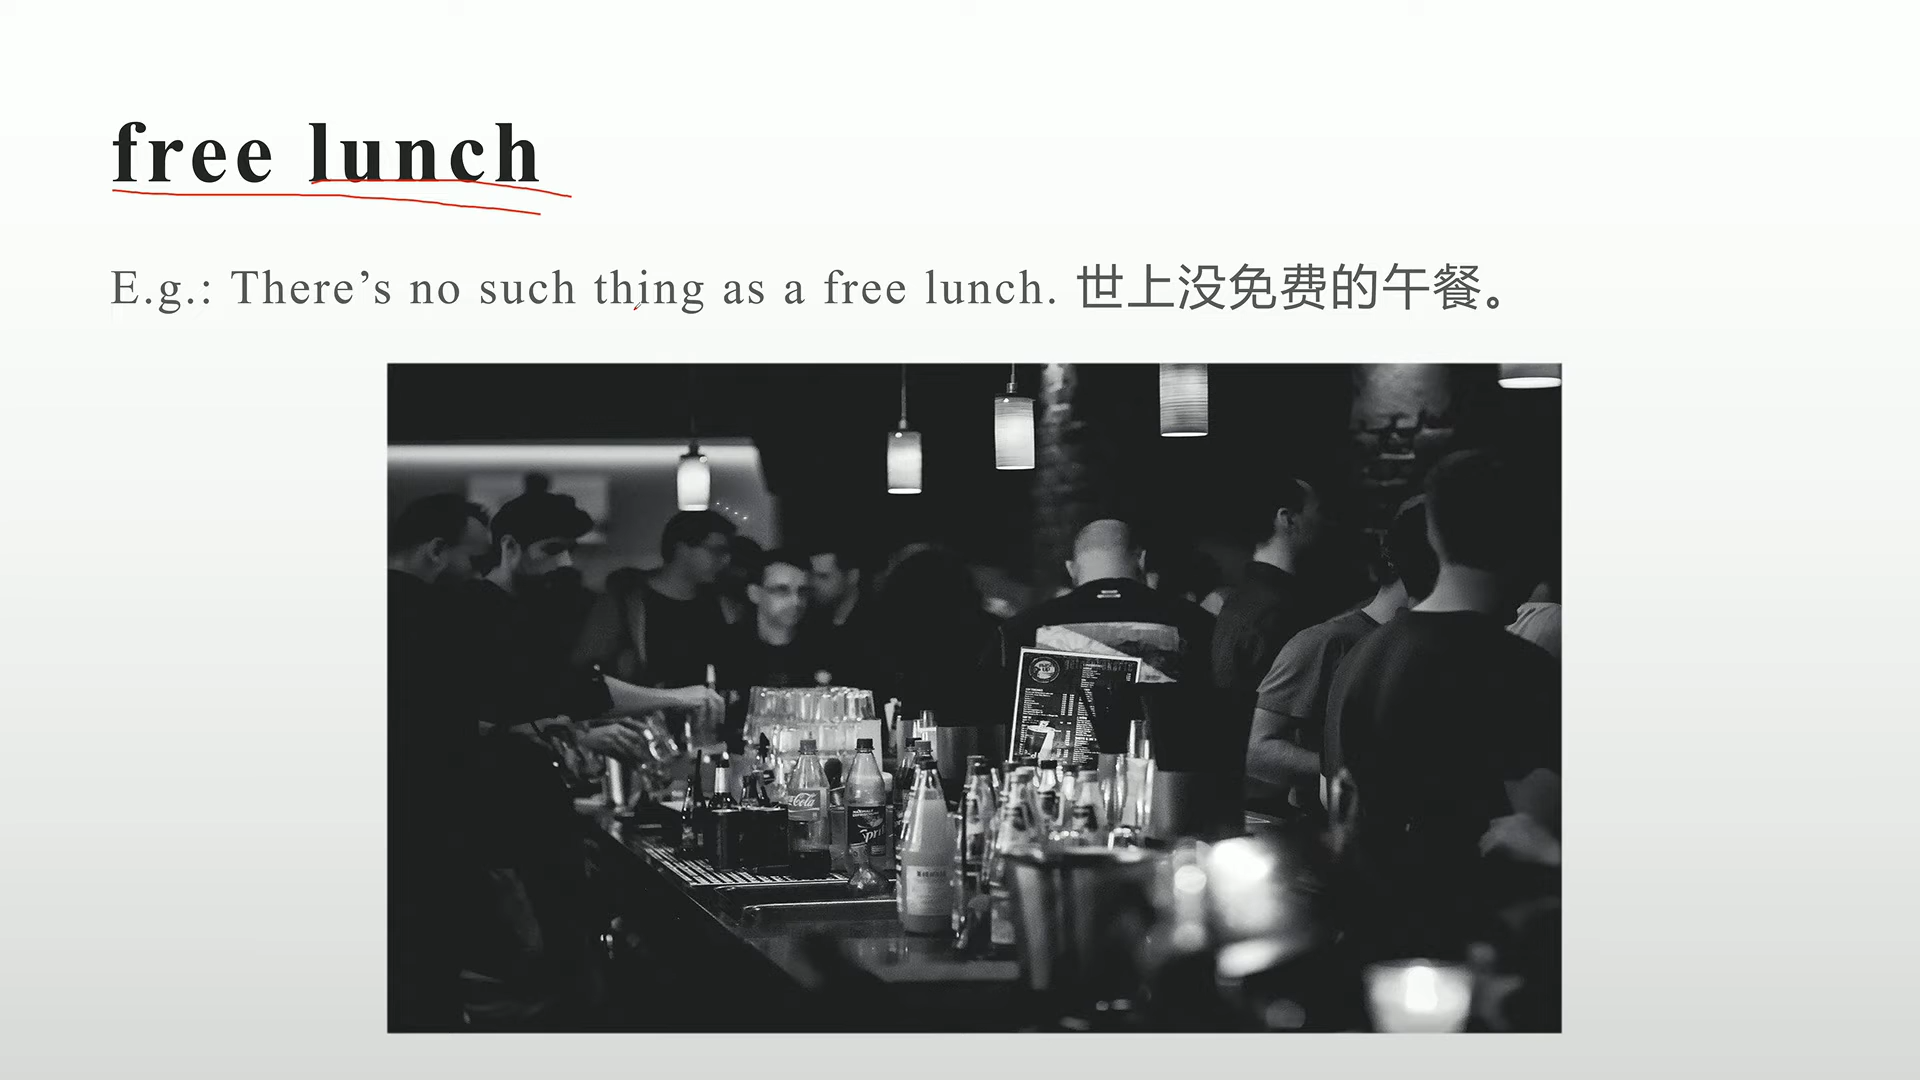 free lunch
E.g.: There’s no such thing as a free lunch. 世上没免费的午餐。